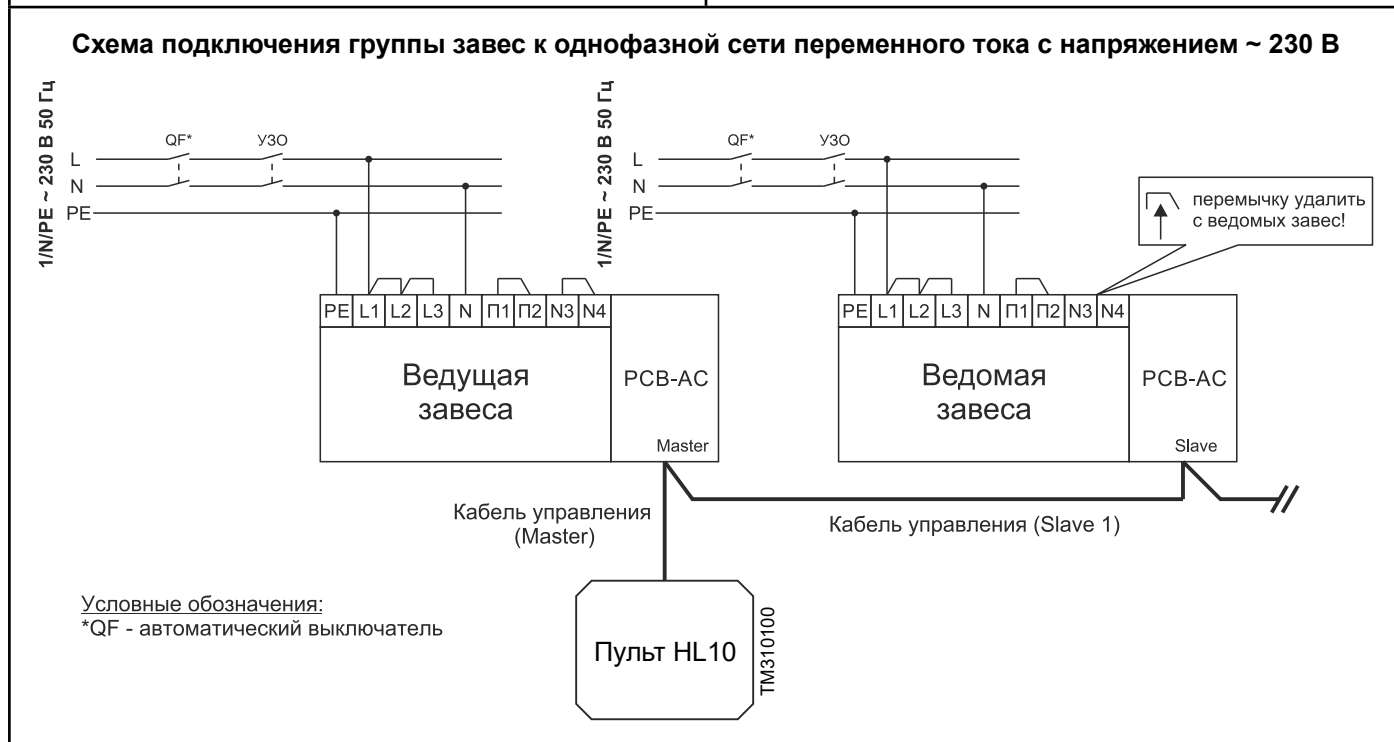 Схема подключения группы завес к однофазной сети переменного тока с напряжением ~ 230 В
1/N/PE ~ 230 В 50 Гц
QF*
УЗО
L
N
PE
1/N/PE ~ 230 В 50 Гц
QF*
УЗО
L
N
PE
перемычку удалить
с ведомых завес!
PE L1 L2 L3 N П1 П2 N3 N4
Ведущая
завеса
PCB-AC
Master
PE L1 L2 L3 N П1 П2 N3 N4
Ведомая
завеса
PCB-AC
Slave
Кабель управления
(Master)
Кабель управления (Slave 1)
Условные обозначения:
*QF - автоматический выключатель
Пульт HL10
TM310100